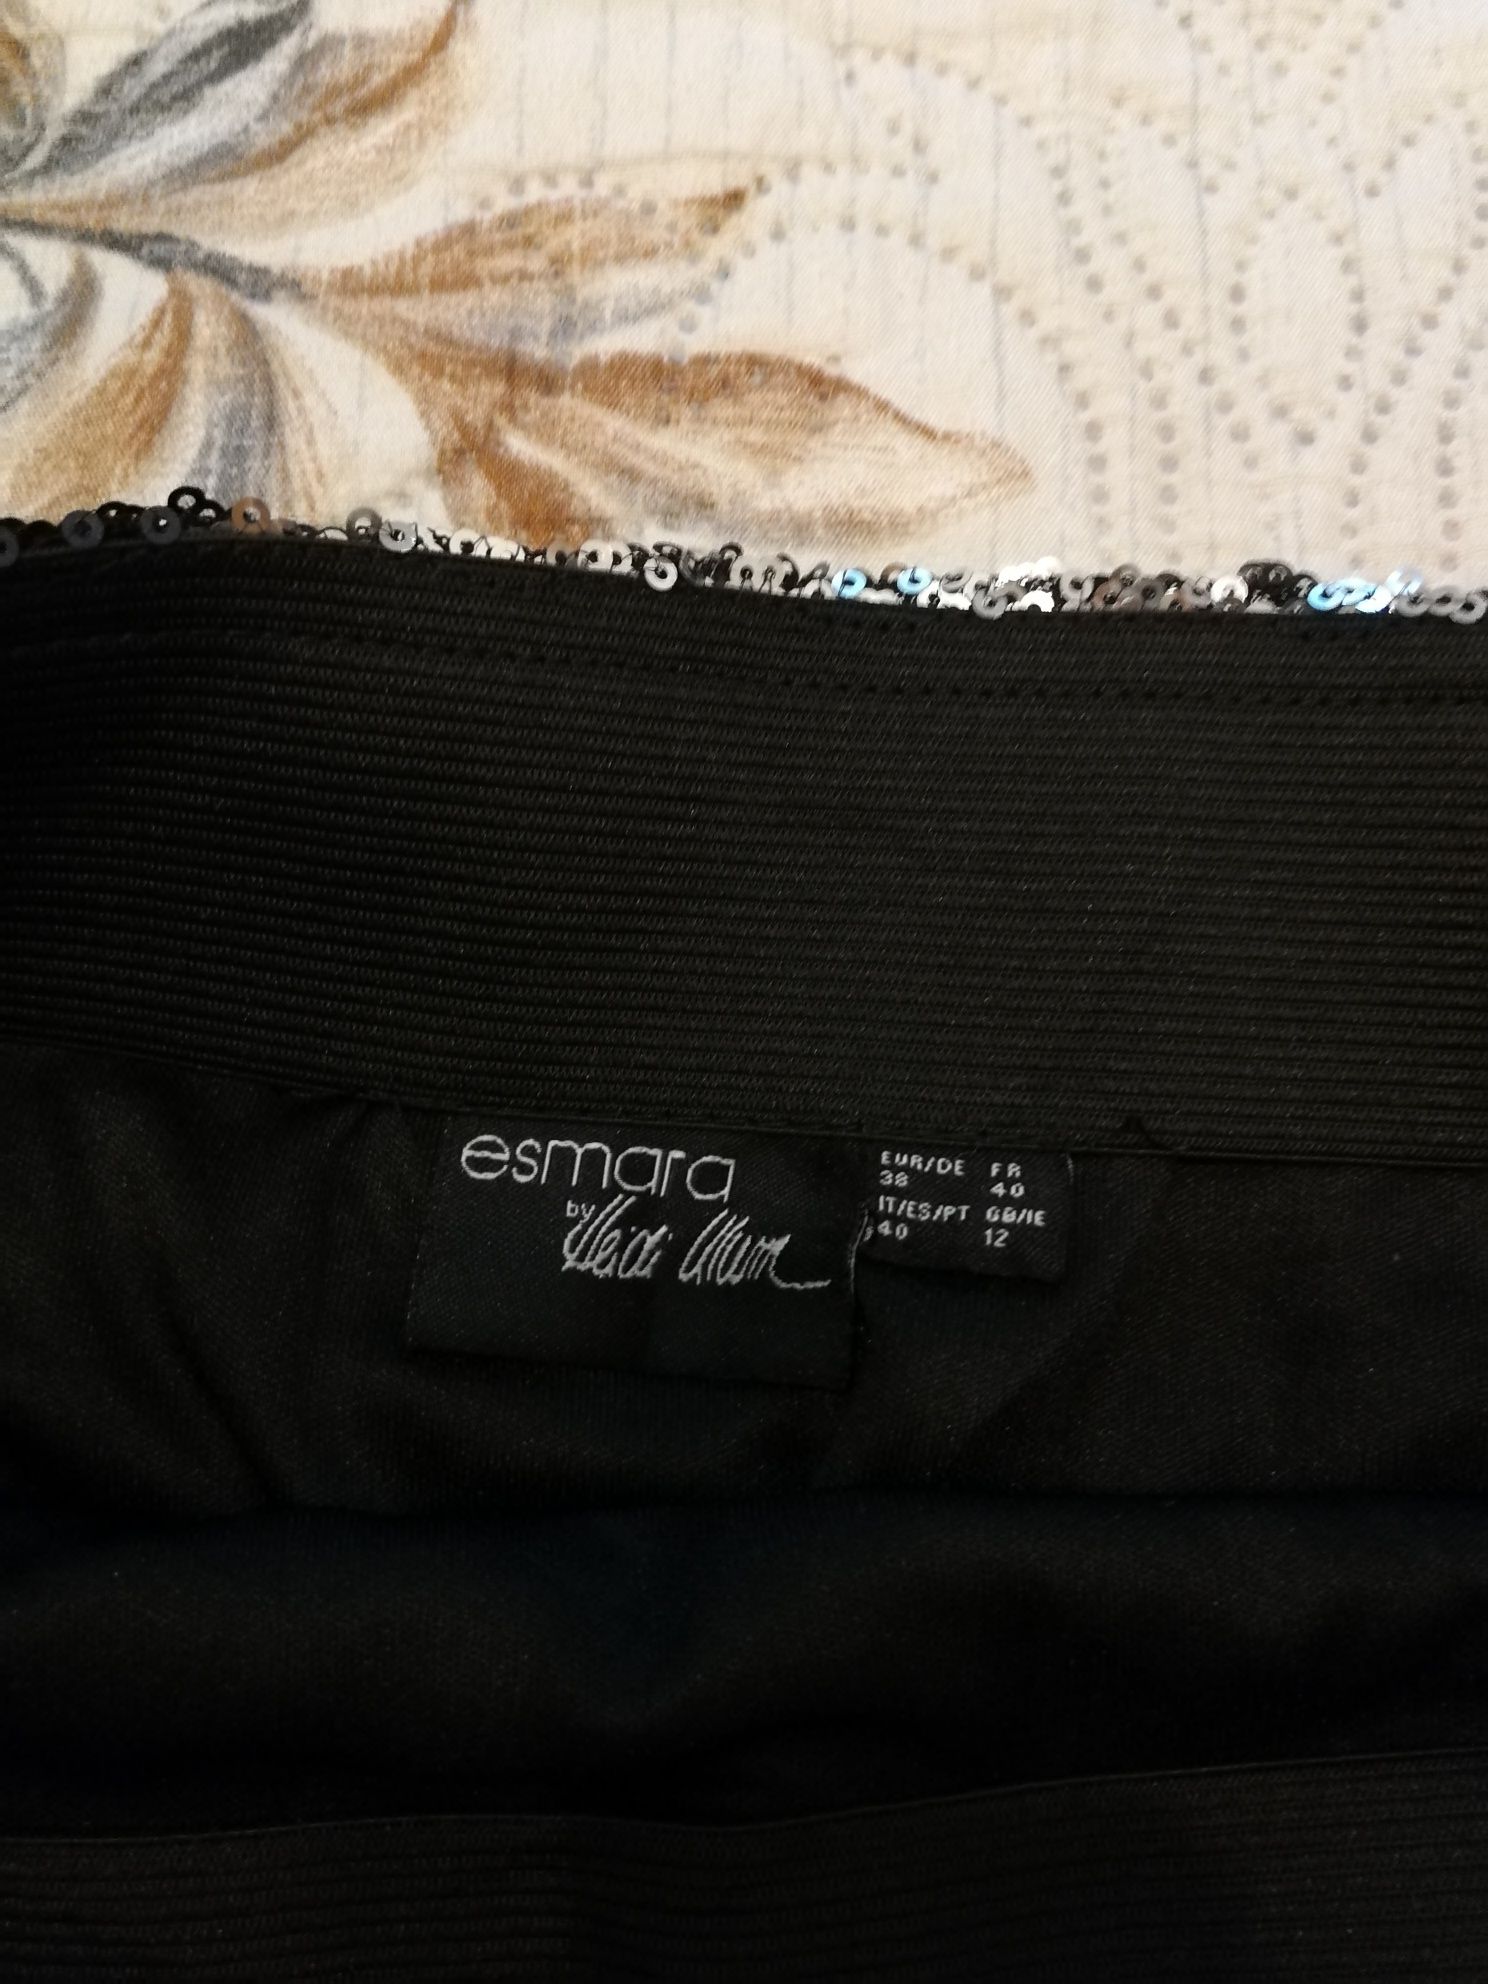 esmara
by Heidi Klum
EUR/DE FR
38 40
IT/ES/PT GB/IE
40 12